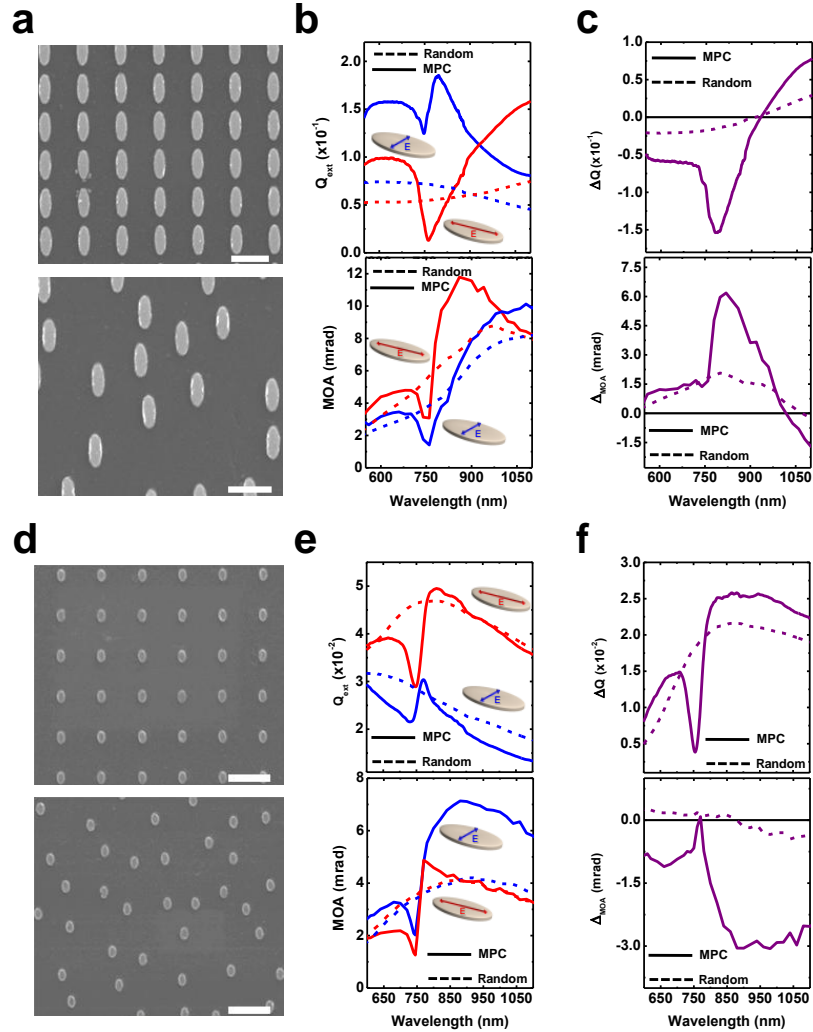 a
b
Random
MPC
2.0
1.5
1.0
0.5
0.0
Q_ext (x10⁻¹)
E
E
Random
MPC
12
10
8
6
4
2
0
MOA (mrad)
E
E
600 750 900 1050
Wavelength (nm)
c
MPC
Random
1.0
0.5
0.0
-0.5
-1.0
-1.5
ΔQ (x10⁻¹)
7.5
6.0
4.5
3.0
1.5
0.0
-1.5
Δ_MOA (mrad)
MPC
Random
600 750 900 1050
Wavelength (nm)
d
e
5
4
3
2
Q_ext (x10⁻²)
E
E
MPC
Random
8
6
4
2
0
MOA (mrad)
E
E
MPC
Random
650 750 850 950 1050
Wavelength (nm)
f
3.0
2.5
2.0
1.5
1.0
0.5
ΔQ (x10⁻²)
MPC
Random
0.0
-1.5
-3.0
Δ_MOA (mrad)
MPC
Random
650 750 850 950 1050
Wavelength (nm)